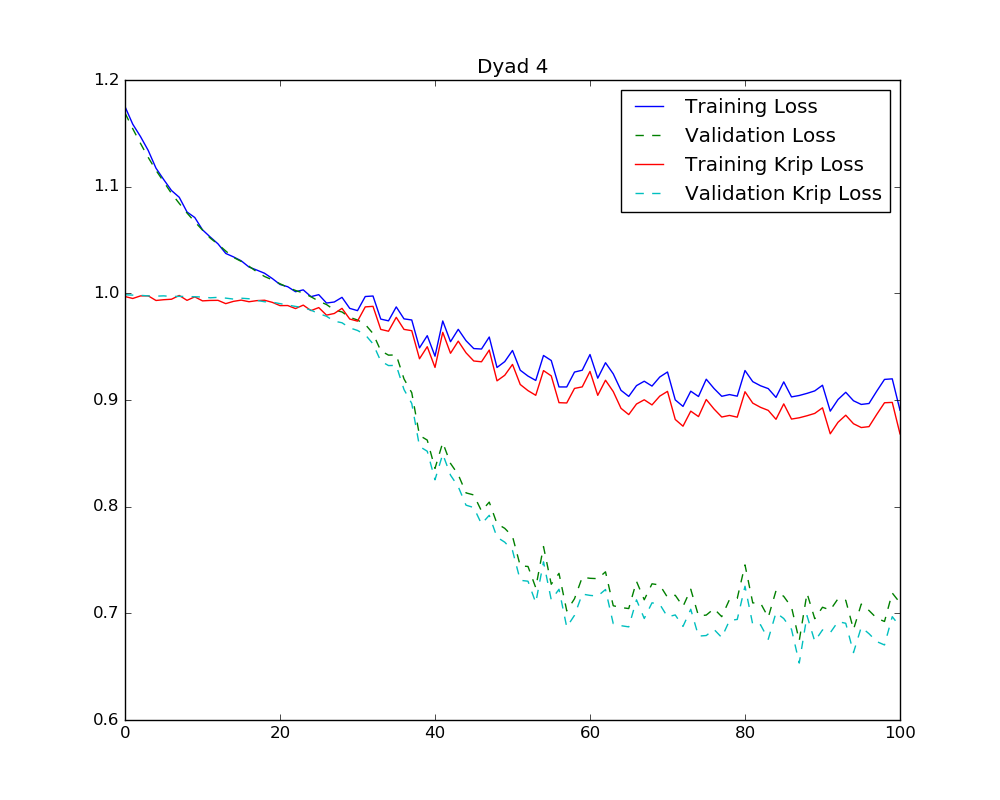 Dyad 4
1.2
1.1
1.0
0.9
0.8
0.7
0.6
0
20
40
60
80
100
Training Loss
Validation Loss
Training Krip Loss
Validation Krip Loss